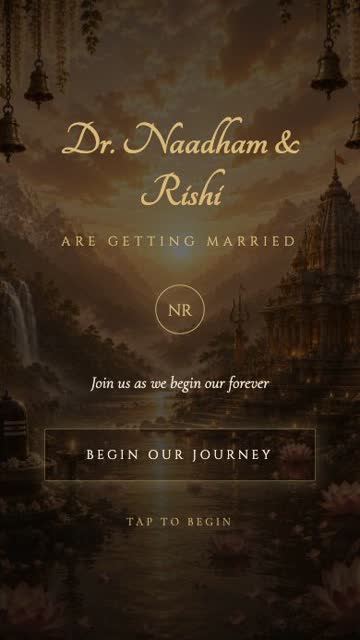 Dr. Naadham &
Rishi
ARE GETTING MARRIED
NR
Join us as we begin our forever
BEGIN OUR JOURNEY
TAP TO BEGIN